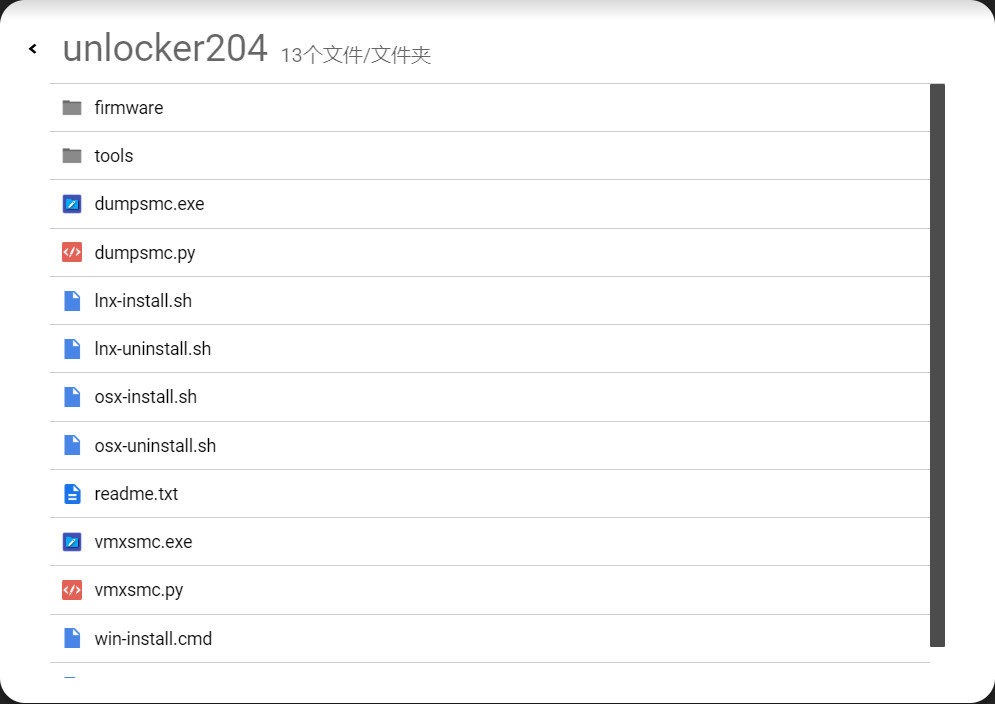 unlocker204 13个文件/文件夹
firmware
tools
dumpsmc.exe
dumpsmc.py
lnx-install.sh
lnx-uninstall.sh
osx-install.sh
osx-uninstall.sh
readme.txt
vmxsmc.exe
vmxsmc.py
win-install.cmd